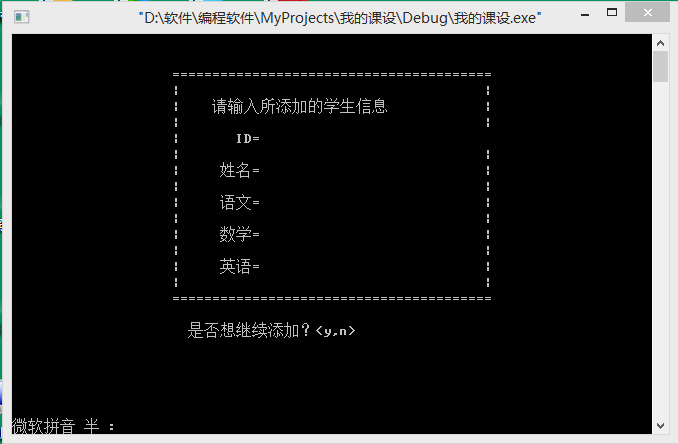 "D:\软件\编程软件\MyProjects\我的课设\Debug\我的课设.exe"
========================================
请输入所添加的学生信息
ID=
姓名=
语文=
数学=
英语=
========================================
是否想继续添加？<y,n>
微软拼音 半 :